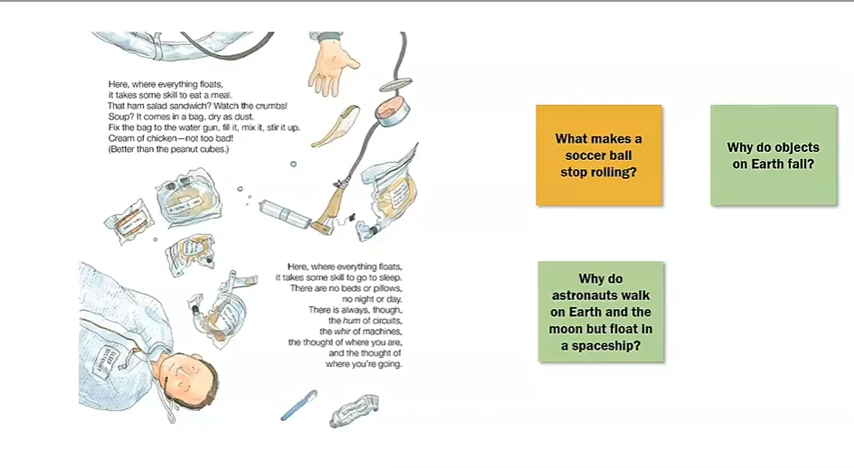 Here, where everything floats,
it takes some skill to eat a meal.
That ham salad sandwich? Watch the crumbs!
Soup? It comes in a bag, dry as dust.
Fix the bag to the water gun, fill it, mix it, stir it up.
Cream of chicken—not too bad!
(Better than the peanut cubes.)
Here, where everything floats,
it takes some skill to go to sleep.
There are no beds or pillows,
no night or day.
There is always, though,
the hum of circuits,
the whir of machines,
the thought of where you are,
and the thought of
where you're going.
What makes a
soccer ball
stop rolling?
Why do objects
on Earth fall?
Why do
astronauts walk
on Earth and the
moon but float in
a spaceship?